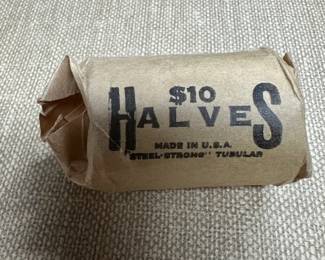 $10
HALVES
MADE IN U.S.A.
"STEEL-STRONG" TUBULAR